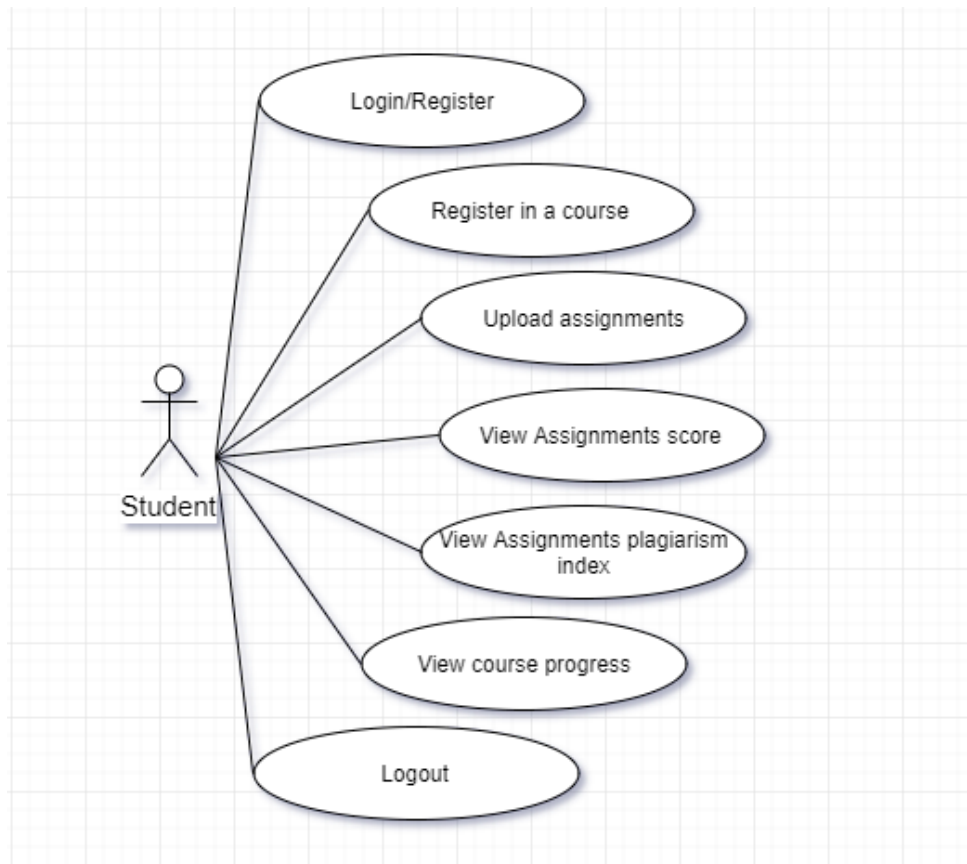 Login/Register
Register in a course
Upload assignments
View Assignments score
Student
View Assignments plagiarism
index
View course progress
Logout